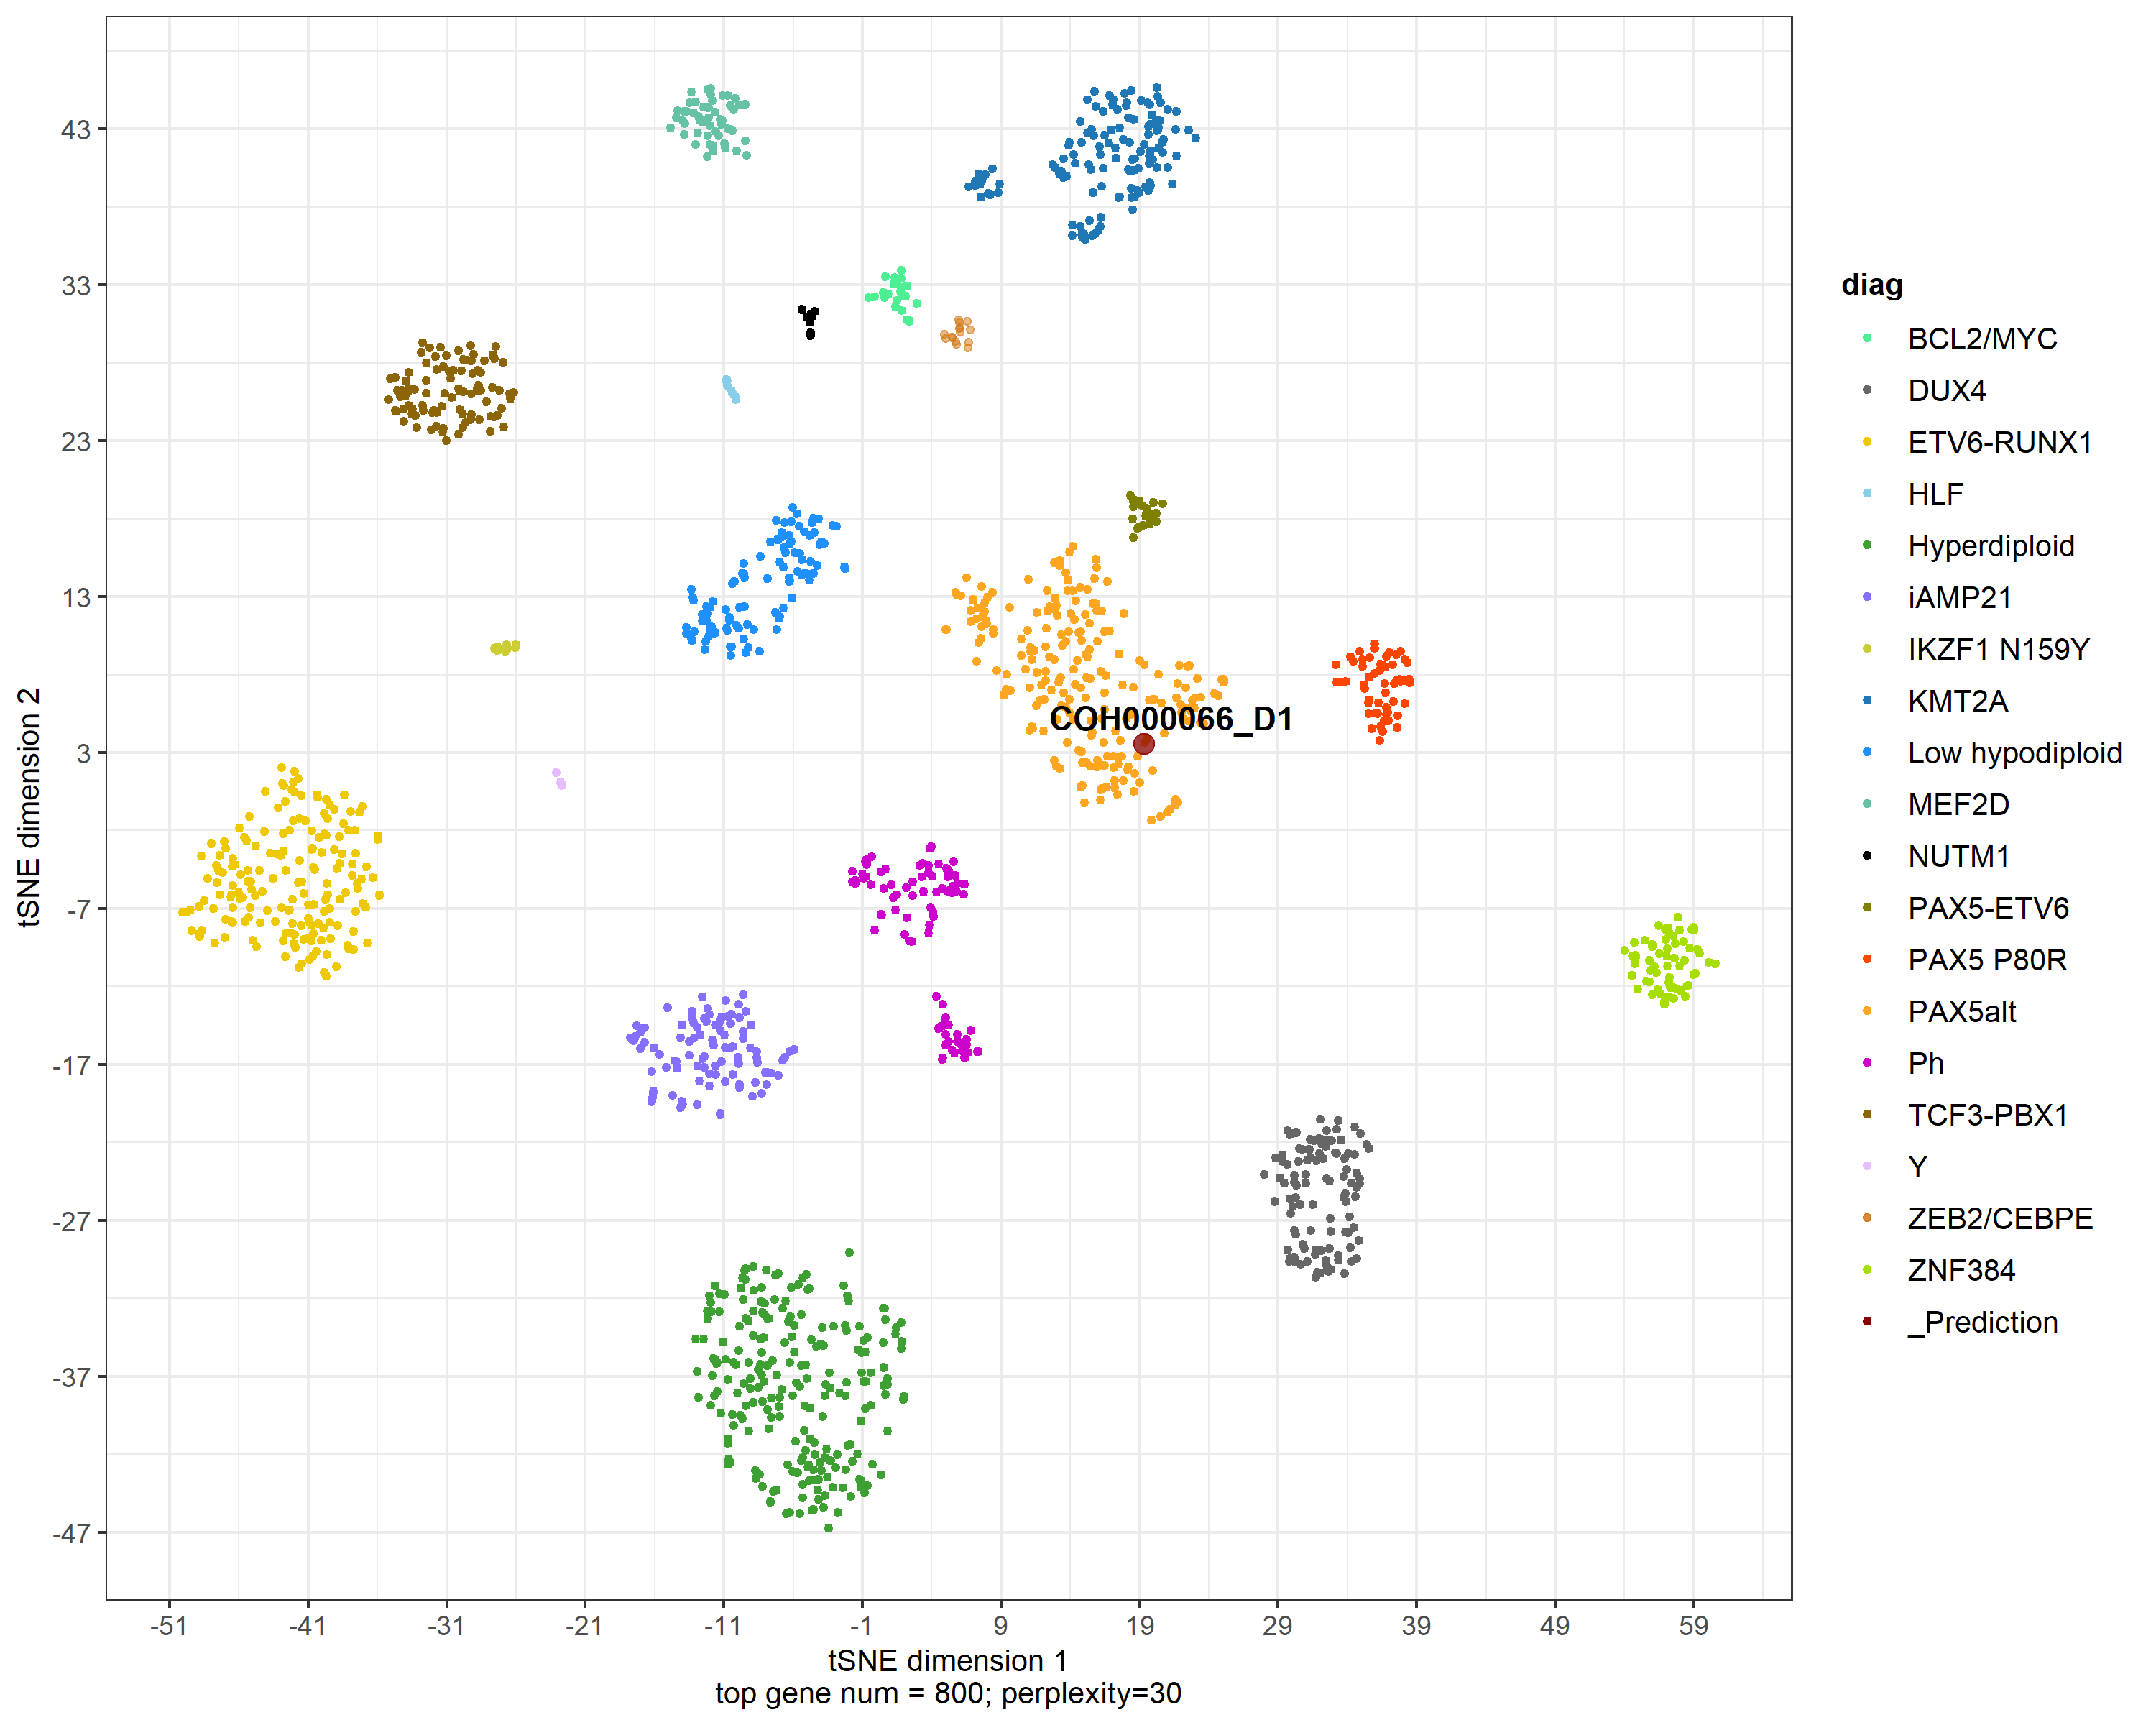 43
33
23
13
3
-7
-17
-27
-37
-47
tSNE dimension 2
COH000066_D1
-51 -41 -31 -21 -11 -1 9 19 29 39 49 59
tSNE dimension 1
top gene num = 800; perplexity=30
diag
BCL2/MYC
DUX4
ETV6-RUNX1
HLF
Hyperdiploid
iAMP21
IKZF1 N159Y
KMT2A
Low hypodiploid
MEF2D
NUTM1
PAX5-ETV6
PAX5 P80R
PAX5alt
Ph
TCF3-PBX1
Y
ZEB2/CEBPE
ZNF384
_Prediction